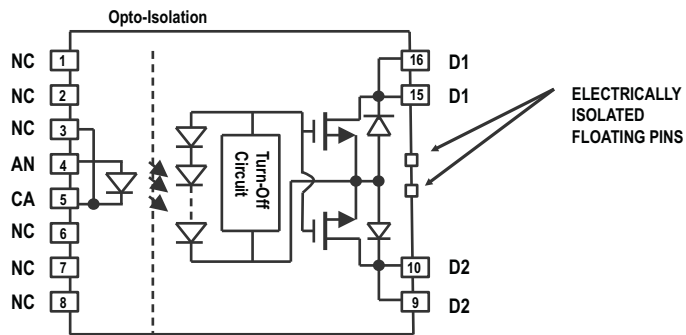 Opto-Isolation
NC 1
NC 2
NC 3
AN 4
CA 5
NC 6
NC 7
NC 8
Turn-Off
Circuit
16 D1
15 D1
10 D2
9 D2
ELECTRICALLY
ISOLATED
FLOATING PINS